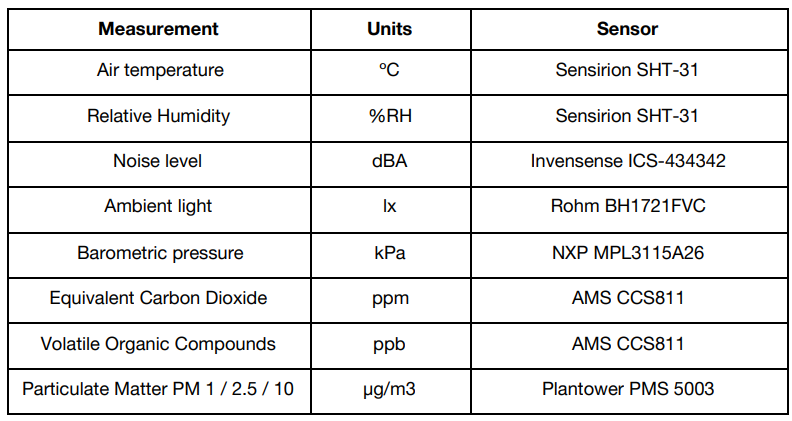 Measurement Units Sensor
Air temperature ºC Sensirion SHT-31
Relative Humidity %RH Sensirion SHT-31
Noise level dBA Invensense ICS-434342
Ambient light lx Rohm BH1721FVC
Barometric pressure kPa NXP MPL3115A26
Equivalent Carbon Dioxide ppm AMS CCS811
Volatile Organic Compounds ppb AMS CCS811
Particulate Matter PM 1 / 2.5 / 10 µg/m3 Plantower PMS 5003